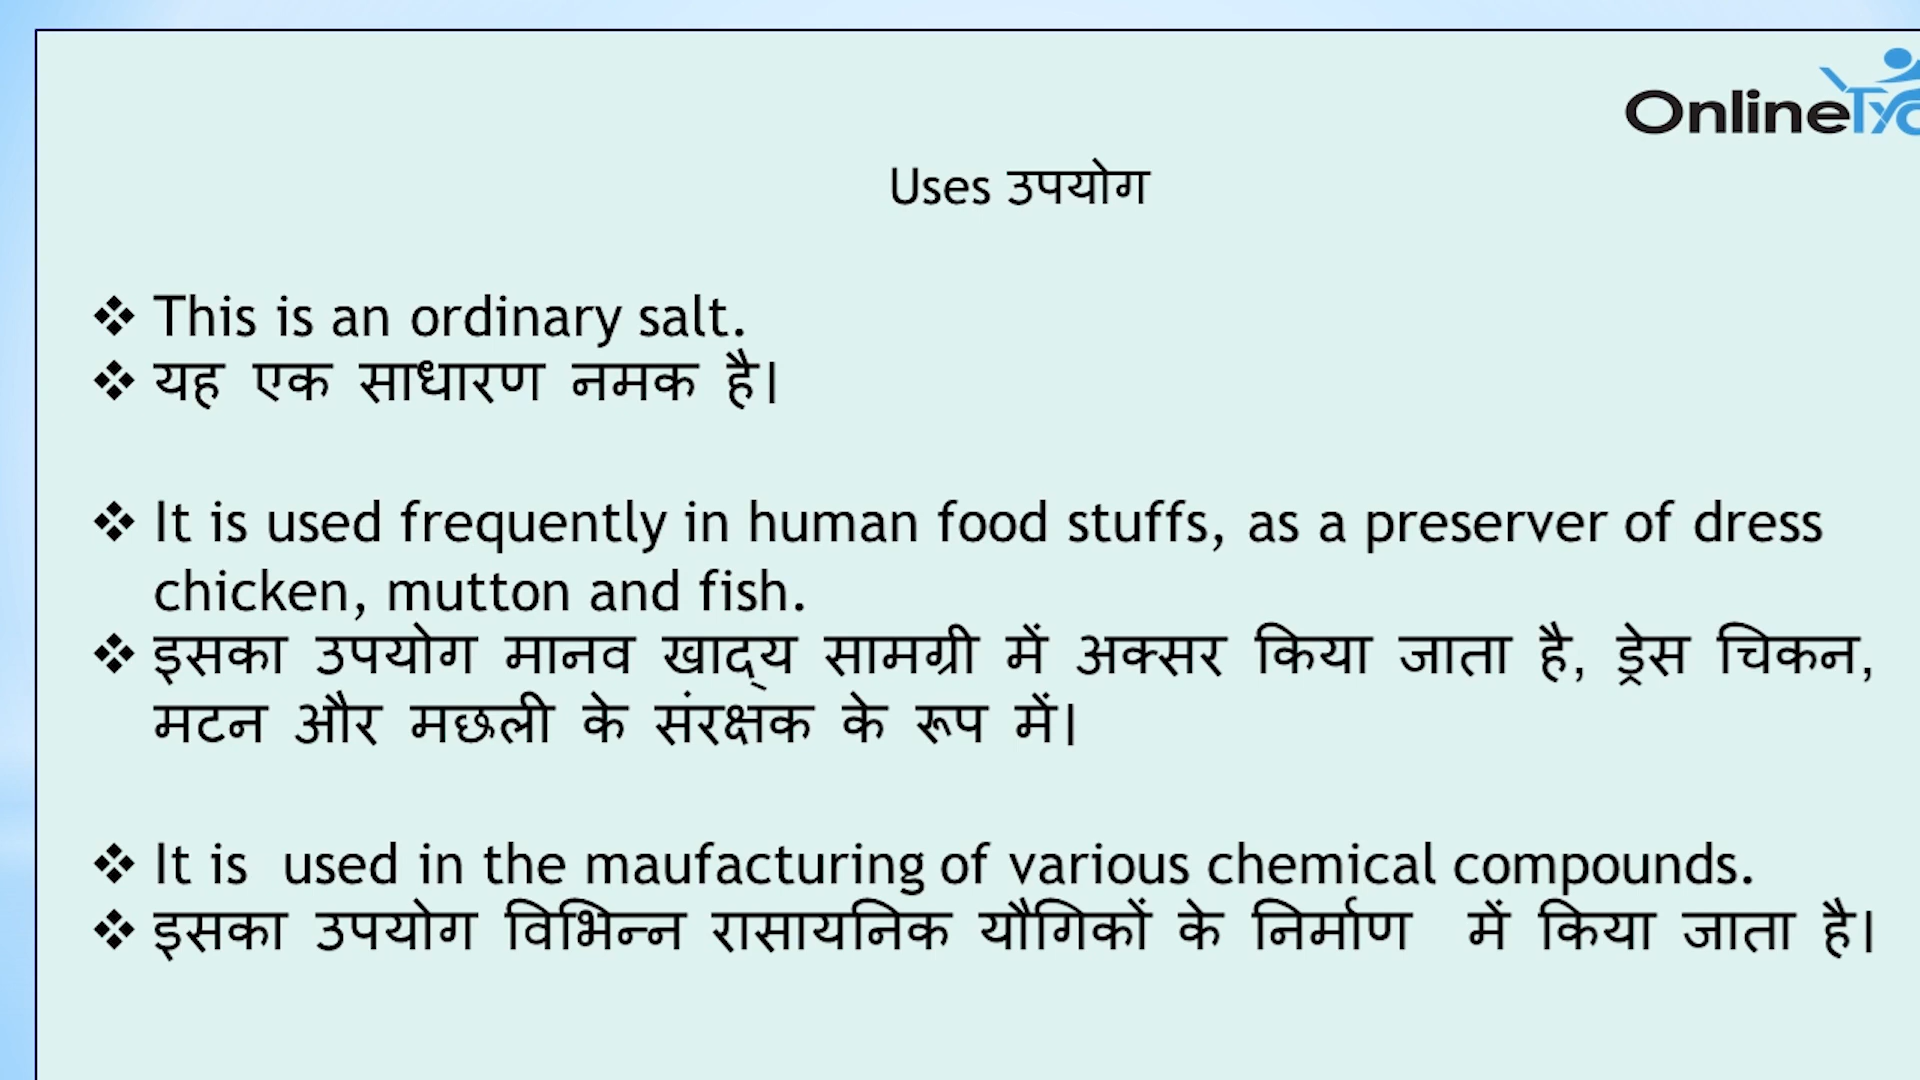 Uses उपयोग
❖ This is an ordinary salt.
❖ यह एक साधारण नमक है।
❖ It is used frequently in human food stuffs, as a preserver of dress
chicken, mutton and fish.
❖ इसका उपयोग मानव खाद्य सामग्री में अक्सर किया जाता है, ड्रेस चिकन,
मटन और मछली के संरक्षक के रूप में।
❖ It is  used in the maufacturing of various chemical compounds.
❖ इसका उपयोग विभिन्न रासायनिक यौगिकों के निर्माण  में किया जाता है।